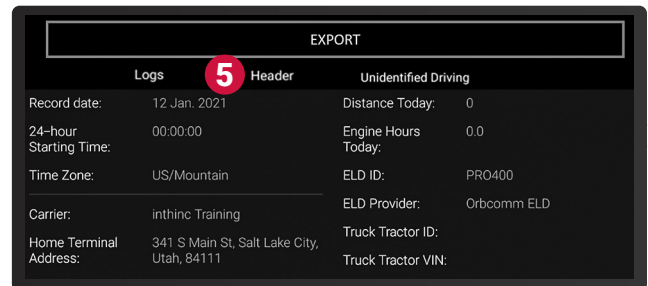 EXPORT
Logs 5 Header Unidentified Driving
Record date: 12 Jan. 2021
24-hour
Starting Time: 00:00:00
Time Zone: US/Mountain
Carrier: inthinc Training
Home Terminal
Address: 341 S Main St, Salt Lake City,
Utah, 84111
Distance Today: 0
Engine Hours
Today: 0.0
ELD ID: PRO400
ELD Provider: Orbcomm ELD
Truck Tractor ID:
Truck Tractor VIN: